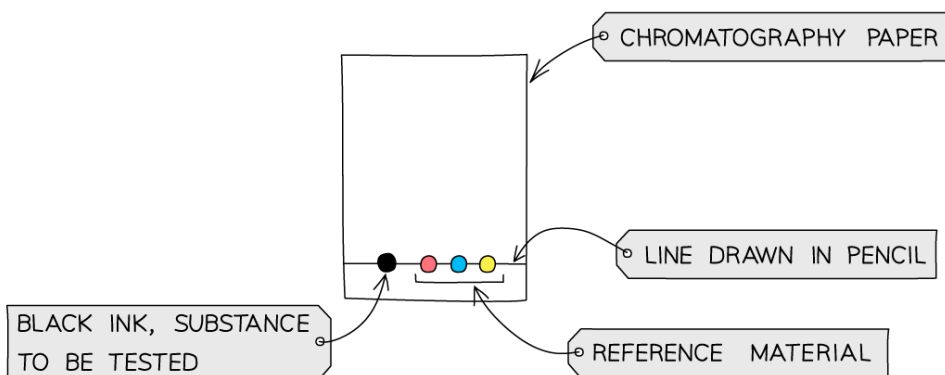 CHROMATOGRAPHY PAPER
LINE DRAWN IN PENCIL
BLACK INK, SUBSTANCE
TO BE TESTED
REFERENCE MATERIAL